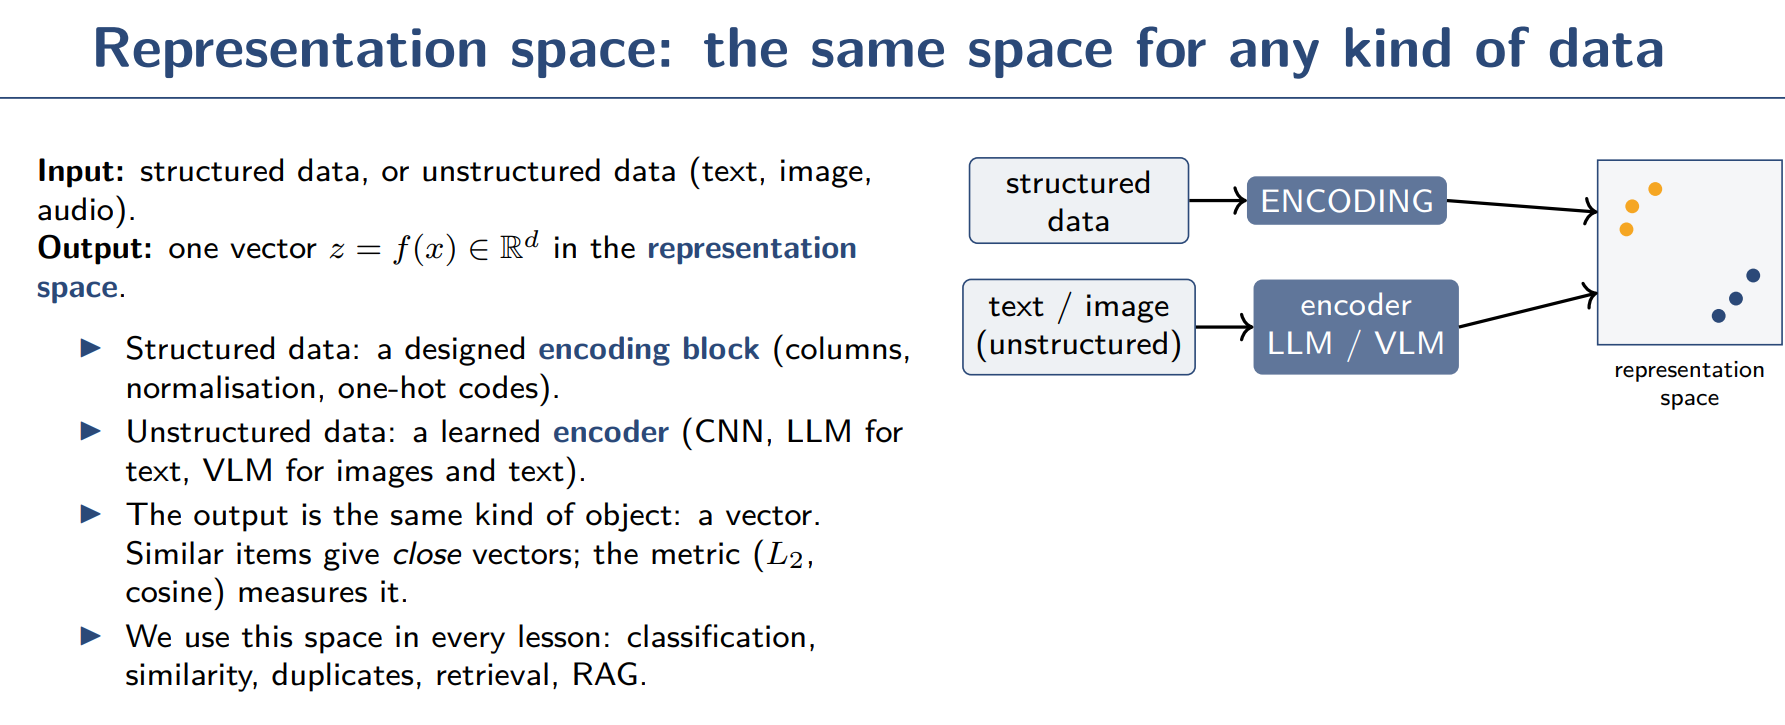 Representation space: the same space for any kind of data
Input: structured data, or unstructured data (text, image,
audio).
Output: one vector z = f(x) ∈ ℝ^d in the representation
space.
▶ Structured data: a designed encoding block (columns,
normalisation, one-hot codes).
▶ Unstructured data: a learned encoder (CNN, LLM for
text, VLM for images and text).
▶ The output is the same kind of object: a vector.
Similar items give close vectors; the metric (L₂,
cosine) measures it.
▶ We use this space in every lesson: classification,
similarity, duplicates, retrieval, RAG.
structured
data
ENCODING
text / image
(unstructured)
encoder
LLM / VLM
representation
space